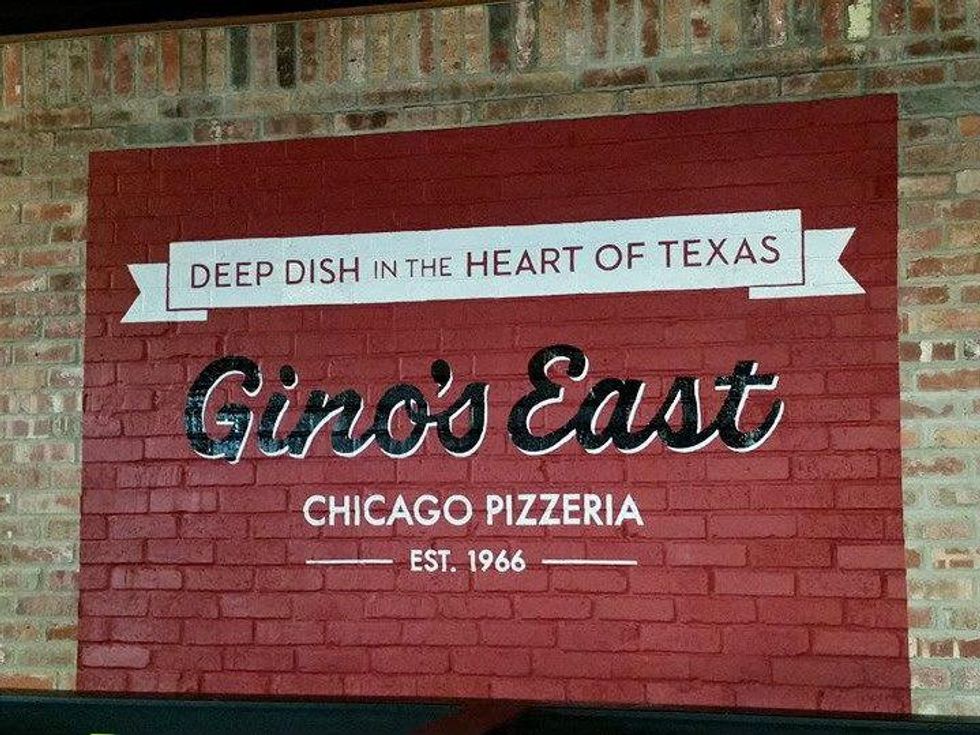 DEEP DISH IN THE HEART OF TEXAS
Gino's East
CHICAGO PIZZERIA
EST. 1966